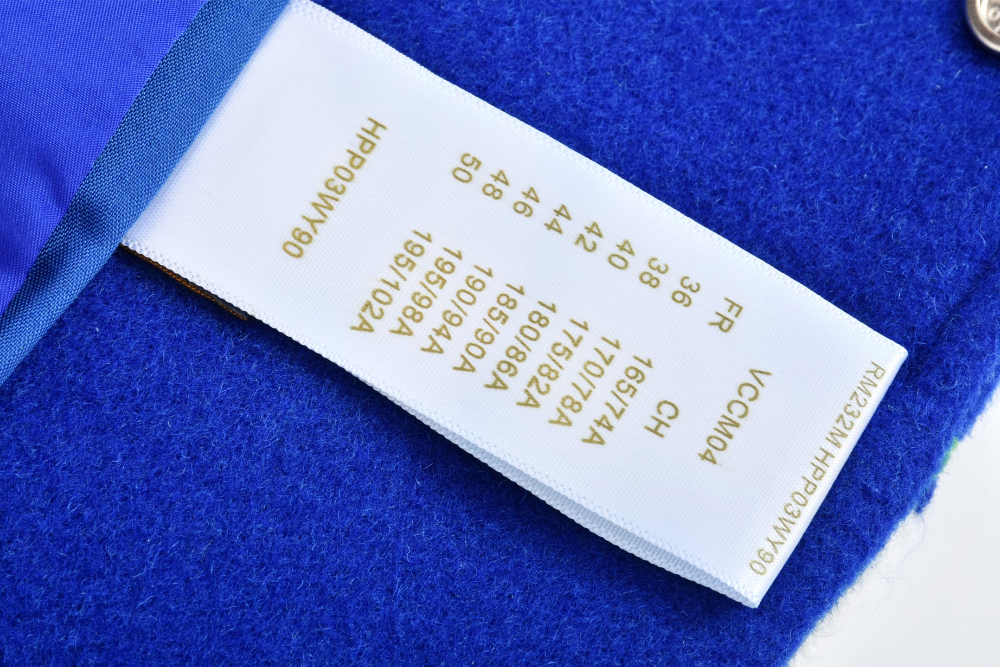 RM232M HPP03WY90
VCCM04
FR CH
36 165/74A
38 170/78A
40 175/82A
42 180/86A
44 185/90A
46 190/94A
48 195/98A
50 195/102A
HPP03WY90